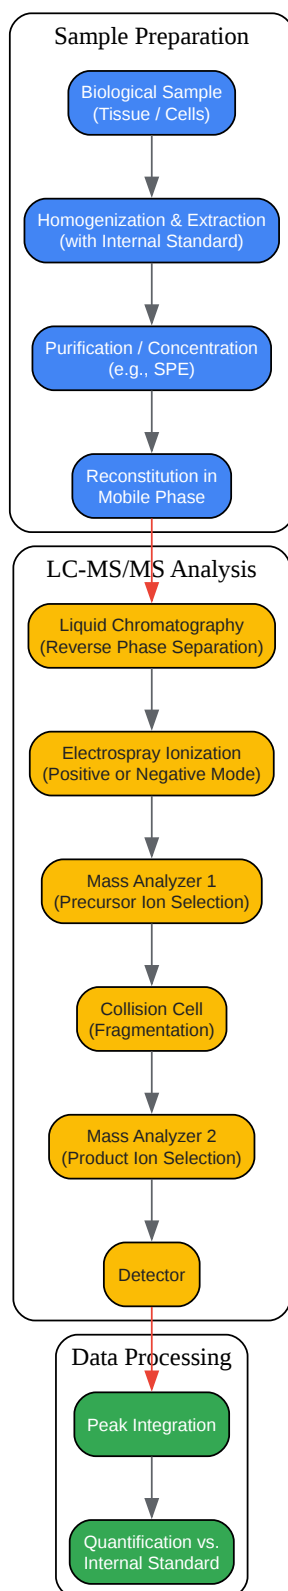 Sample Preparation
Biological Sample
(Tissue / Cells)
Homogenization & Extraction
(with Internal Standard)
Purification / Concentration
(e.g., SPE)
Reconstitution in
Mobile Phase
LC-MS/MS Analysis
Liquid Chromatography
(Reverse Phase Separation)
Electrospray Ionization
(Positive or Negative Mode)
Mass Analyzer 1
(Precursor Ion Selection)
Collision Cell
(Fragmentation)
Mass Analyzer 2
(Product Ion Selection)
Detector
Data Processing
Peak Integration
Quantification vs.
Internal Standard